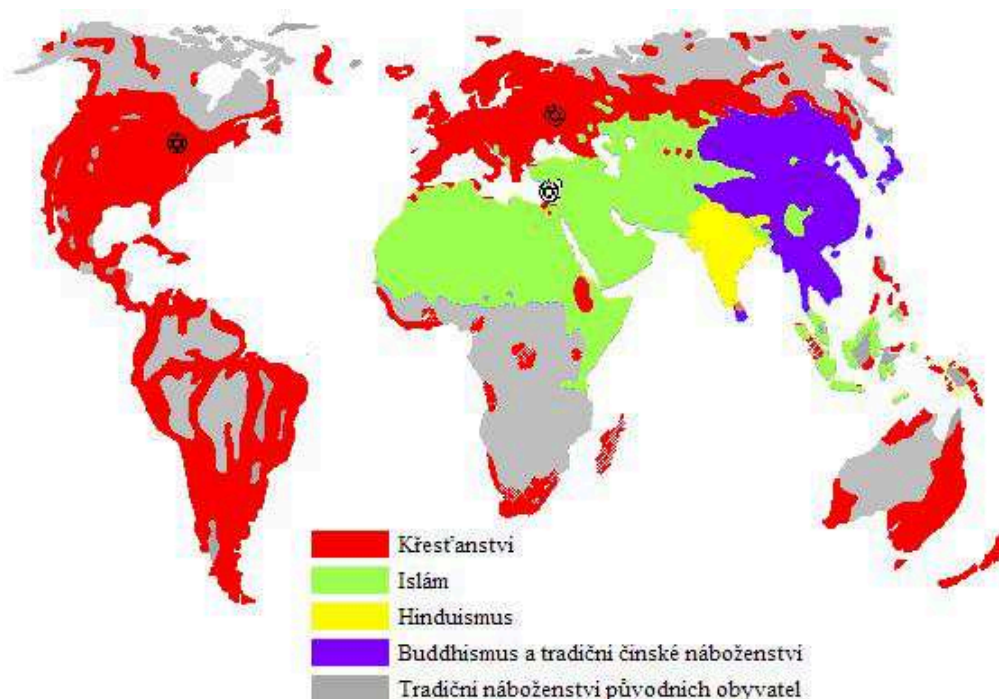 Křesťanství
Islám
Hinduismus
Buddhismus a tradiční čínské náboženství
Tradiční náboženství původních obyvatel